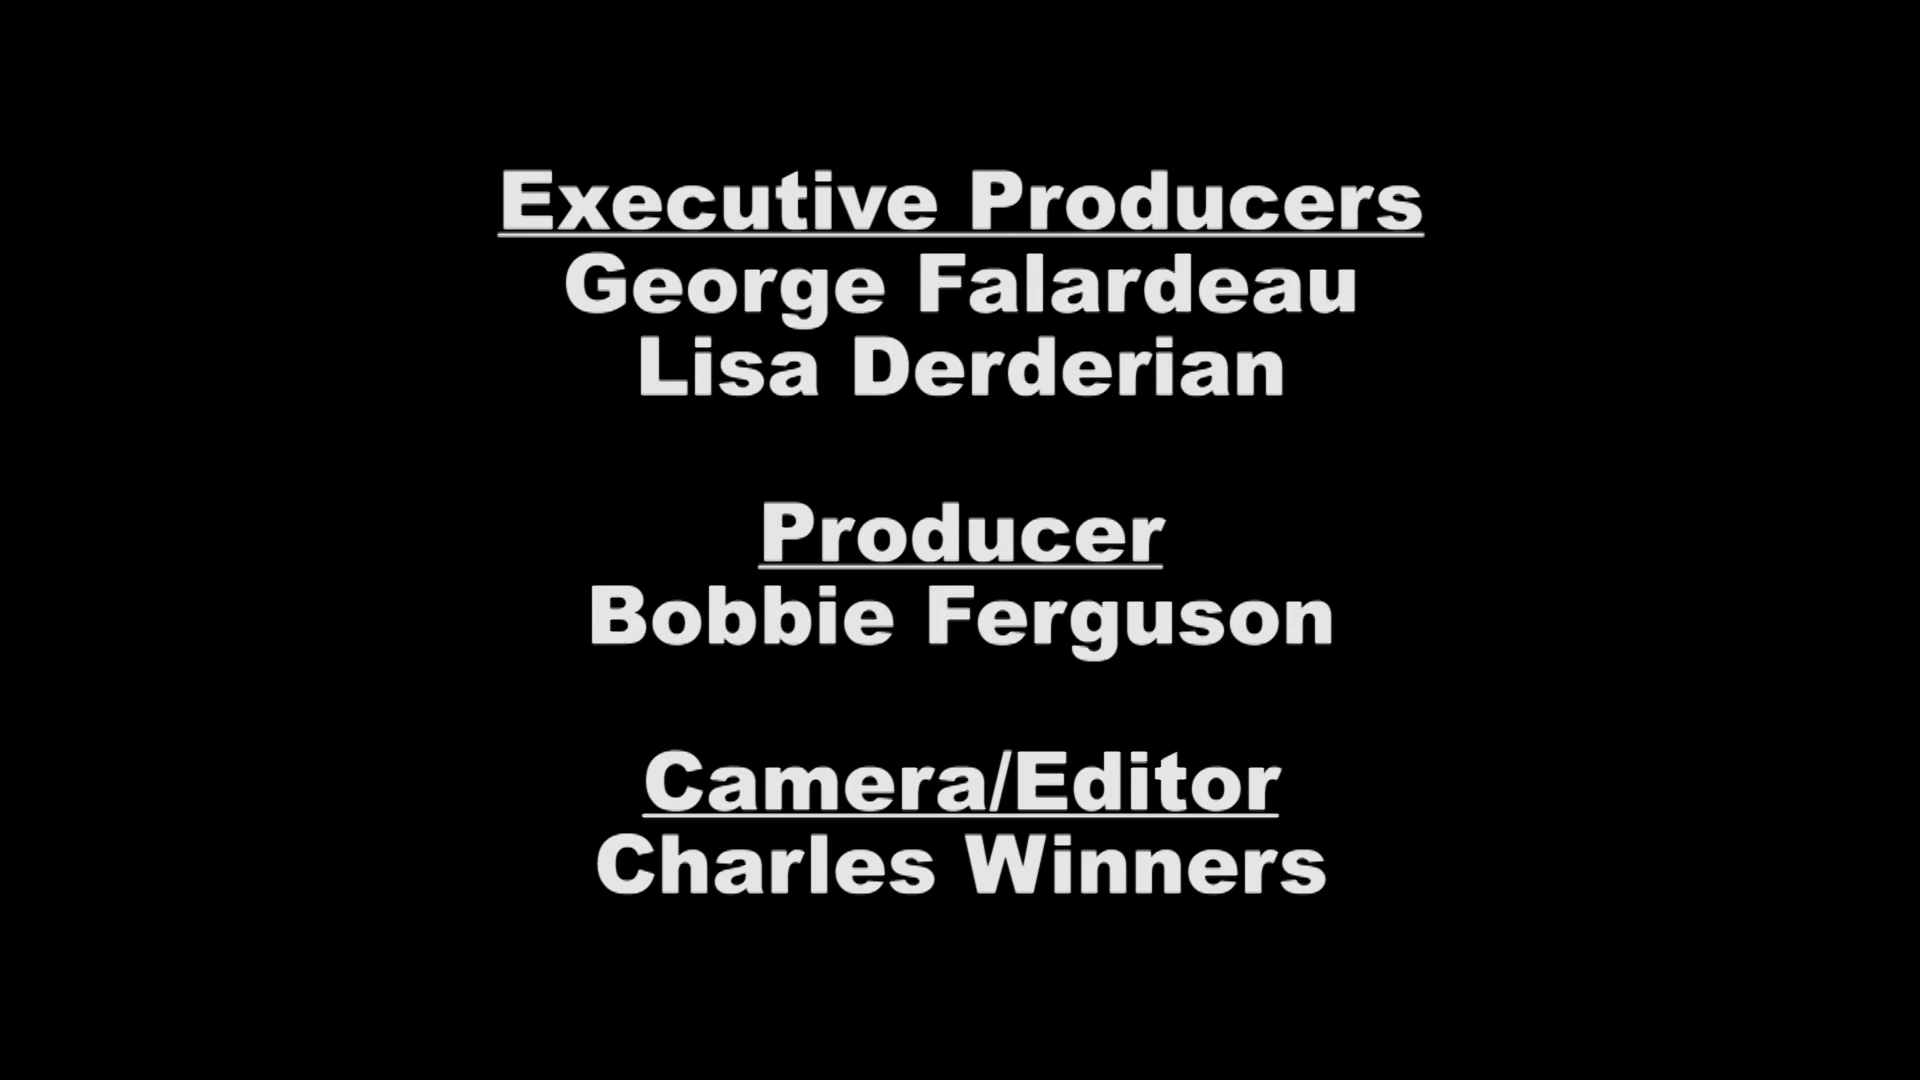 Executive Producers
George Falardeau
Lisa Derderian
Producer
Bobbie Ferguson
Camera/Editor
Charles Winners